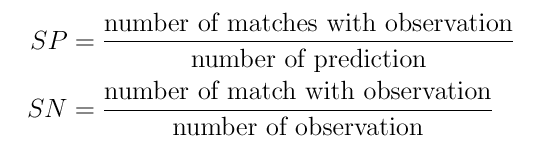 SP = number of matches with observation / number of prediction
SN = number of match with observation / number of observation